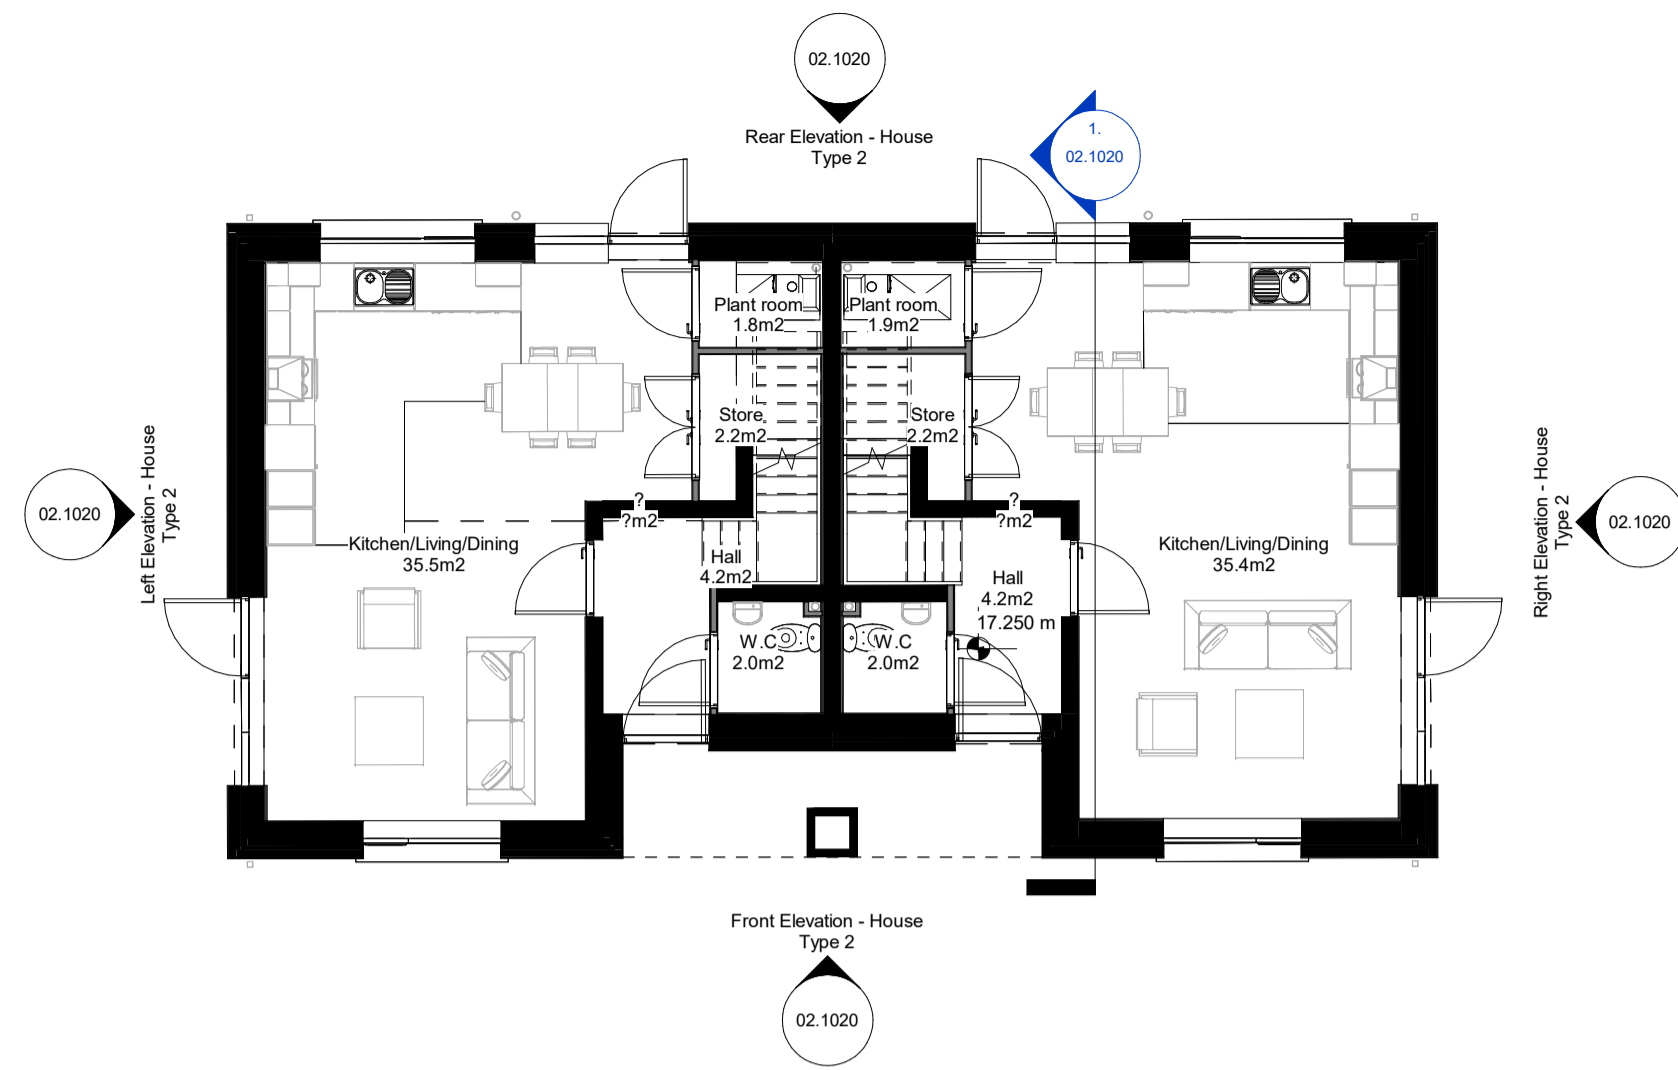 02.1020
Rear Elevation - House
Type 2
1.
02.1020
Plant room
1.8m2
Plant room
1.9m2
Store
2.2m2
Store
2.2m2
Left Elevation - House
Type 2
02.1020
Right Elevation - House
Type 2
02.1020
?
?m2
?
?m2
Kitchen/Living/Dining
35.5m2
Hall
4.2m2
Hall
4.2m2
17.250 m
Kitchen/Living/Dining
35.4m2
W.C
2.0m2
W.C
2.0m2
Front Elevation - House
Type 2
02.1020